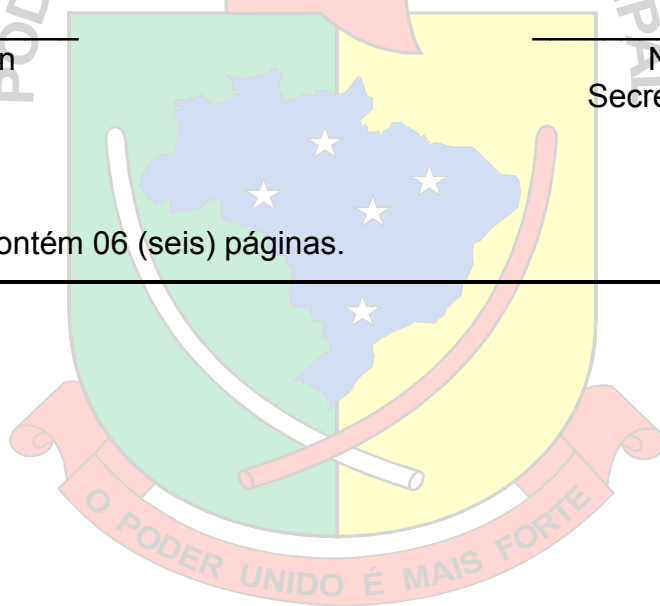 n
N
Secre
ontém 06 (seis) páginas.
O PODER UNIDO É MAIS FORTE